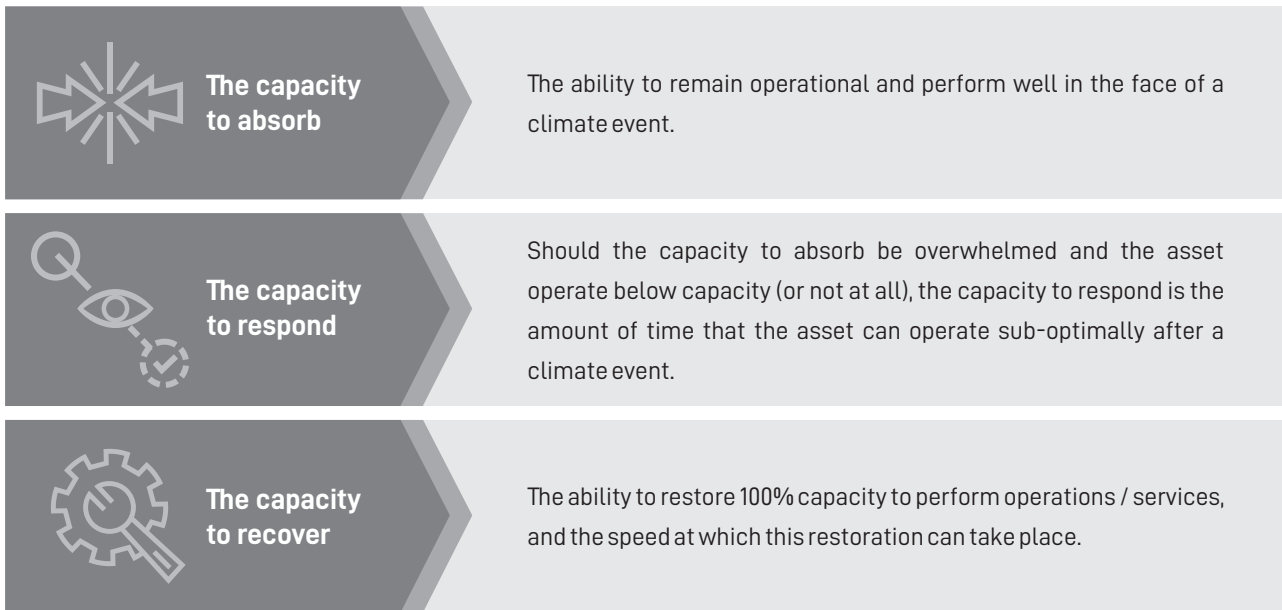 The capacity
to absorb
The ability to remain operational and perform well in the face of a
climate event.
The capacity
to respond
Should the capacity to absorb be overwhelmed and the asset
operate below capacity (or not at all), the capacity to respond is the
amount of time that the asset can operate sub-optimally after a
climate event.
The capacity
to recover
The ability to restore 100% capacity to perform operations / services,
and the speed at which this restoration can take place.